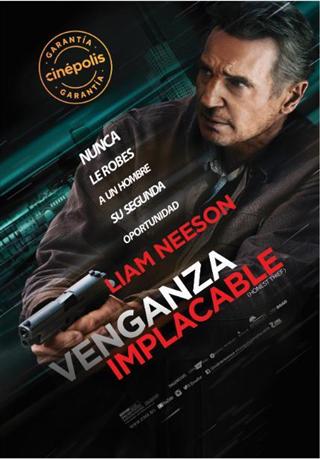 GARANTÍA
cinépolis
GARANTÍA
NUNCA
LE ROBES
A UN HOMBRE
SU SEGUNDA
OPORTUNIDAD
LIAM NEESON
VENGANZA
IMPLACABLE
(HONEST THIEF)